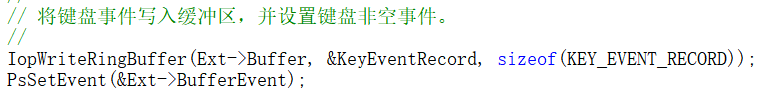 //
// 将键盘事件写入缓冲区，并设置键盘非空事件。
//
IopWriteRingBuffer(Ext->Buffer, &KeyEventRecord, sizeof(KEY_EVENT_RECORD));
PsSetEvent(&Ext->BufferEvent);